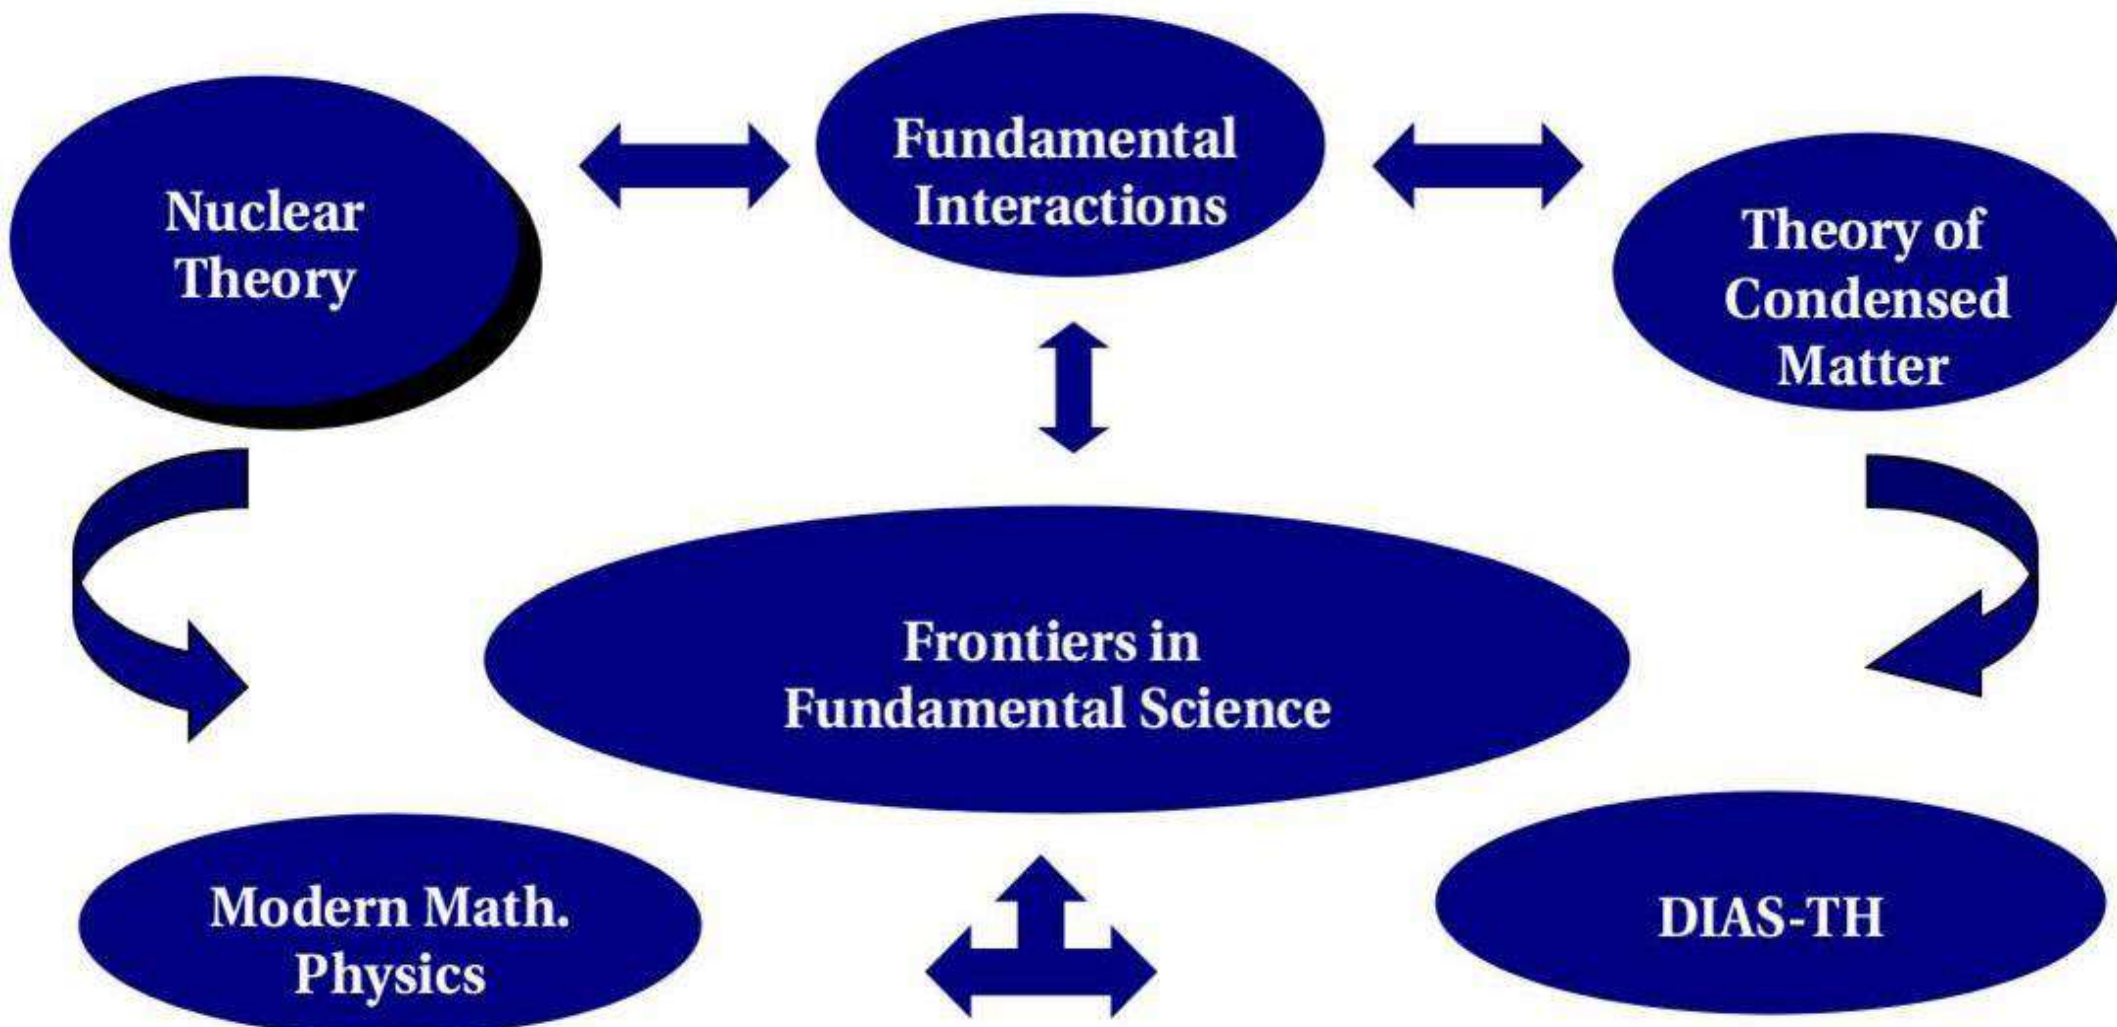 Fundamental
Interactions
Nuclear
Theory
Theory of
Condensed
Matter
Frontiers in
Fundamental Science
Modern Math.
Physics
DIAS-TH